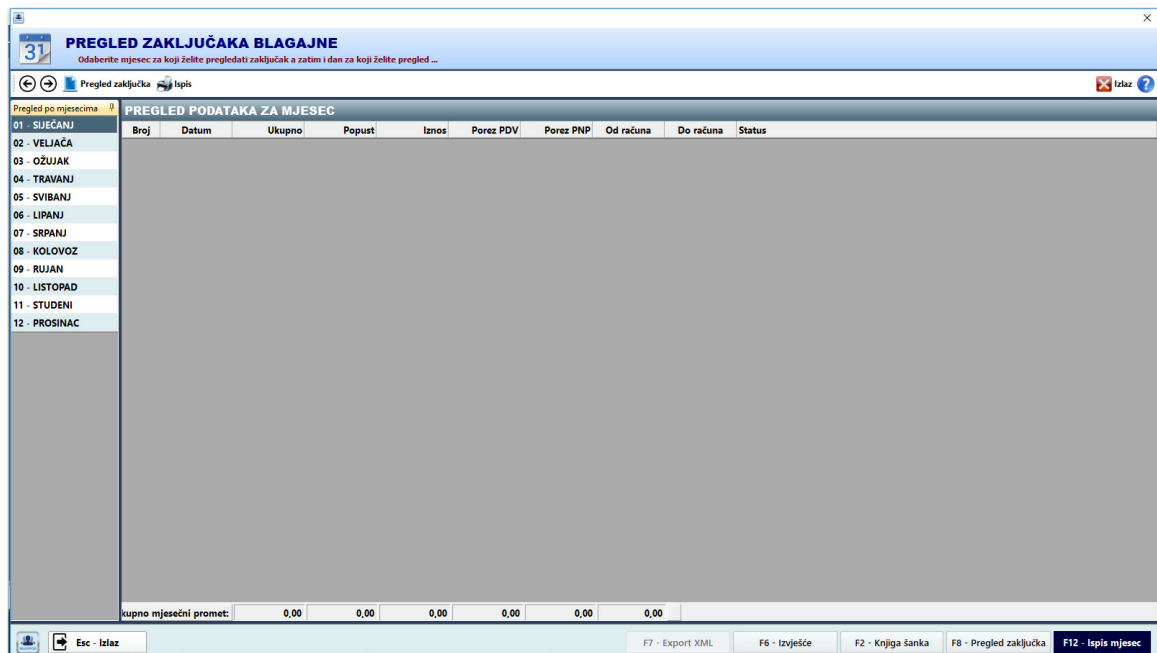 31
PREGLED ZAKLJUČAKA BLAGAJNE
Odaberite mjesec za koji želite pregledati zaključak a zatim i dan za koji želite pregled ...
Pregled zaključka Ispis Izlaz ?
Pregled po mjesecima
PREGLED PODATAKA ZA MJESEC
Broj Datum Ukupno Popust Iznos Porez PDV Porez PNP Od računa Do računa Status
01 - SIJEČANJ
02 - VELJAČA
03 - OŽUJAK
04 - TRAVANJ
05 - SVIBANJ
06 - LIPANJ
07 - SRPANJ
08 - KOLOVOZ
09 - RUJAN
10 - LISTOPAD
11 - STUDENI
12 - PROSINAC
kupno mjesečni promet: 0,00 0,00 0,00 0,00 0,00 0,00
Esc - Izlaz F7 - Export XML F6 - Izvješće F2 - Knjiga šanka F8 - Pregled zaključka F12 - Ispis mjesec